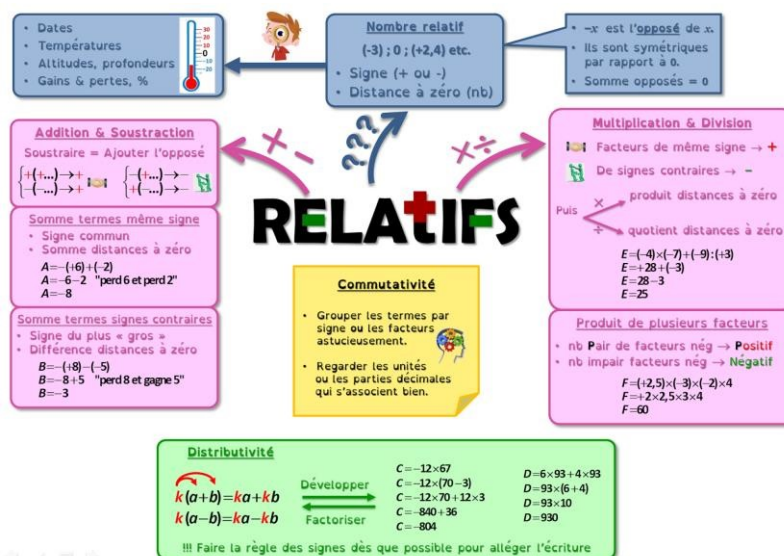 • Dates
• Températures
• Altitudes, profondeurs
• Gains & pertes, %
30
20
10
0
-10
-20
Nombre relatif
(-3) ; 0 ; (+2,4) etc.
• Signe (+ ou -)
• Distance à zéro (nb)
• −x est l'opposé de x.
• Ils sont symétriques
par rapport à 0.
• Somme opposés = 0
Addition & Soustraction
Soustraire = Ajouter l'opposé
+(+...)→+
−(−...)→+
−(+...)→−
+(−...)→−
Somme termes même signe
• Signe commun
• Somme distances à zéro
A=−(+6)+(−2)
A=−6−2 "perd 6 et perd 2"
A=−8
Somme termes signes contraires
• Signe du plus « gros »
• Différence distances à zéro
B=−(+8)−(−5)
B=−8+5 "perd 8 et gagne 5"
B=−3
+ −
???
×÷
RELATIFS
Commutativité
• Grouper les termes par
signe ou les facteurs
astucieusement.
• Regarder les unités
ou les parties décimales
qui s'associent bien.
Multiplication & Division
Facteurs de même signe → +
De signes contraires → −
Puis
× produit distances à zéro
÷ quotient distances à zéro
E=(−4)×(−7)+(−9):(+3)
E=+28+(−3)
E=28−3
E=25
Produit de plusieurs facteurs
• nb Pair de facteurs nég → Positif
• nb impair facteurs nég → Négatif
F=(+2,5)×(−3)×(−2)×4
F=+2×2,5×3×4
F=60
Distributivité
k(a+b)=ka+kb
k(a−b)=ka−kb
Développer
Factoriser
C=−12×67
C=−12×(70−3)
C=−12×70+12×3
C=−840+36
C=−804
D=6×93+4×93
D=93×(6+4)
D=93×10
D=930
!!! Faire la règle des signes dès que possible pour alléger l'écriture